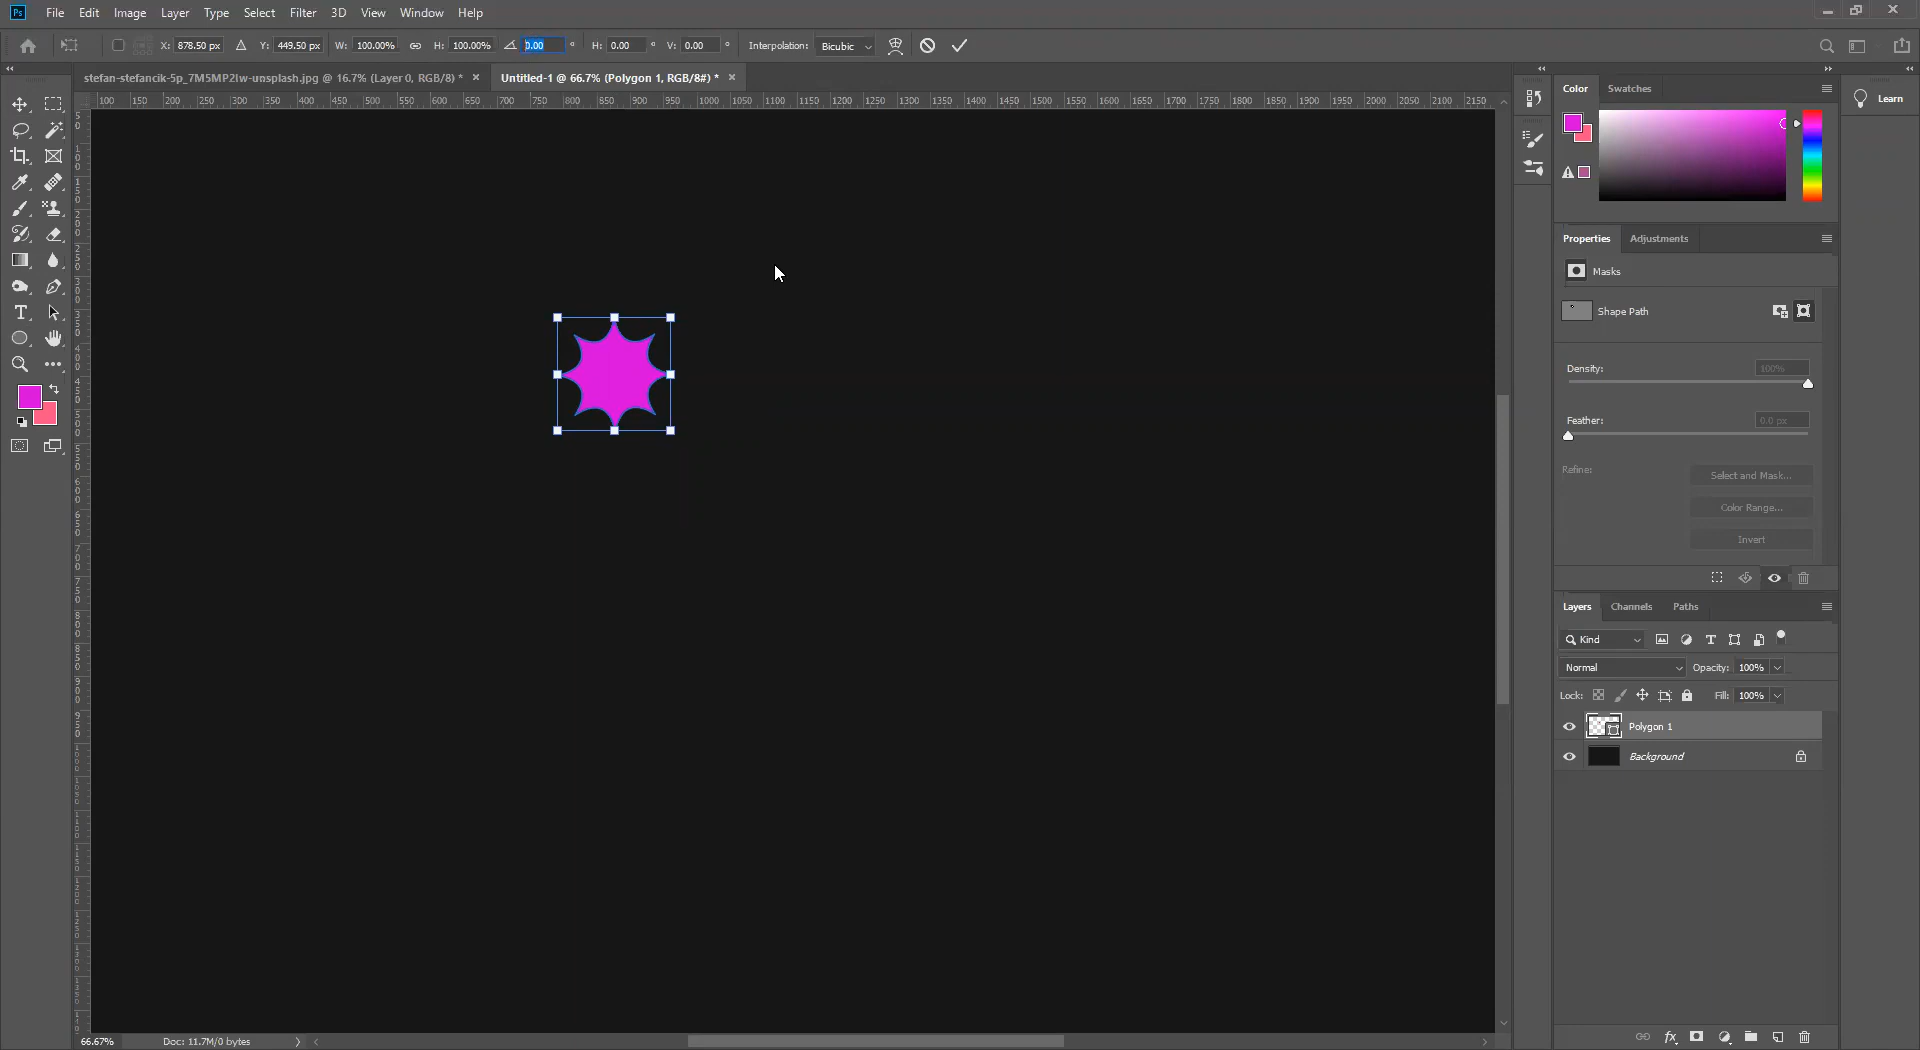 Ps File Edit Image Layer Type Select Filter 3D View Window Help
X: 878.50 px Y: 449.50 px W: 100.00% H: 100.00% 0.00 ° H: 0.00 ° V: 0.00 ° Interpolation: Bicubic
stefan-stefancik-5p_7M5MP2Iw-unsplash.jpg @ 16.7% (Layer 0, RGB/8) * × Untitled-1 @ 66.7% (Polygon 1, RGB/8#) * ×
100 150 200 250 300 350 400 450 500 550 600 650 700 750 800 850 900 950 1000 1050 1100 1150 1200 1250 1300 1350 1400 1450 1500 1550 1600 1650 1700 1750 1800 1850 1900 1950 2000 2050 2100 2150
Color Swatches
Learn
Properties Adjustments
Masks
Shape Path
Density: 100%
Feather: 0.0 px
Refine: Select and Mask...
Color Range...
Invert
Layers Channels Paths
Kind
Normal Opacity: 100%
Lock: Fill: 100%
Polygon 1
Background
fx
66.67% Doc: 11.7M/0 bytes